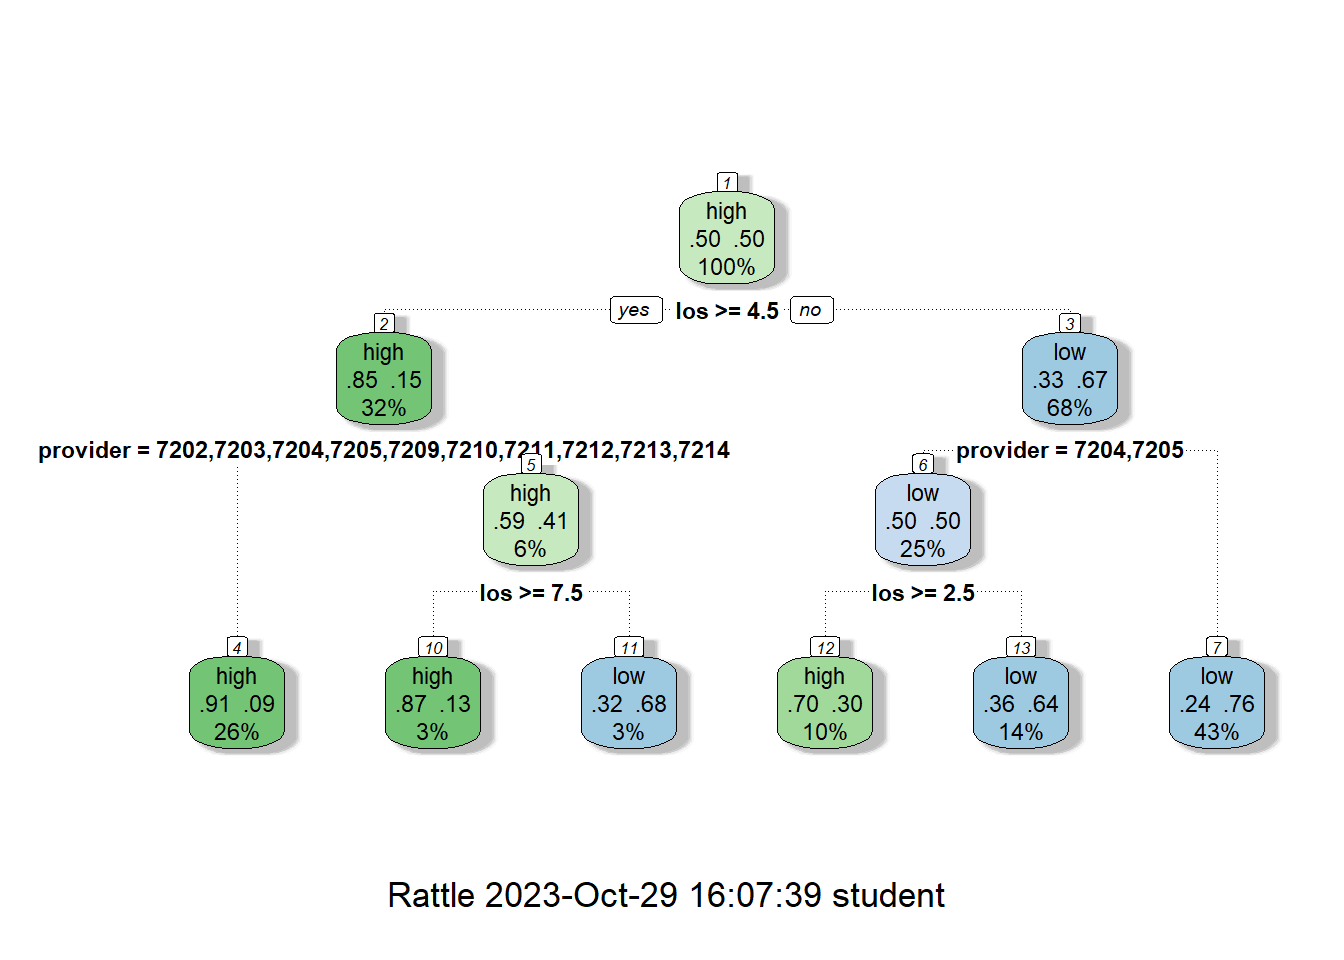 1
high
.50 .50
100%
yes los >= 4.5 no
2
high
.85 .15
32%
3
low
.33 .67
68%
provider = 7202,7203,7204,7205,7209,7210,7211,7212,7213,7214
provider = 7204,7205
5
high
.59 .41
6%
6
low
.50 .50
25%
los >= 7.5
los >= 2.5
4
high
.91 .09
26%
10
high
.87 .13
3%
11
low
.32 .68
3%
12
high
.70 .30
10%
13
low
.36 .64
14%
7
low
.24 .76
43%
Rattle 2023-Oct-29 16:07:39 student